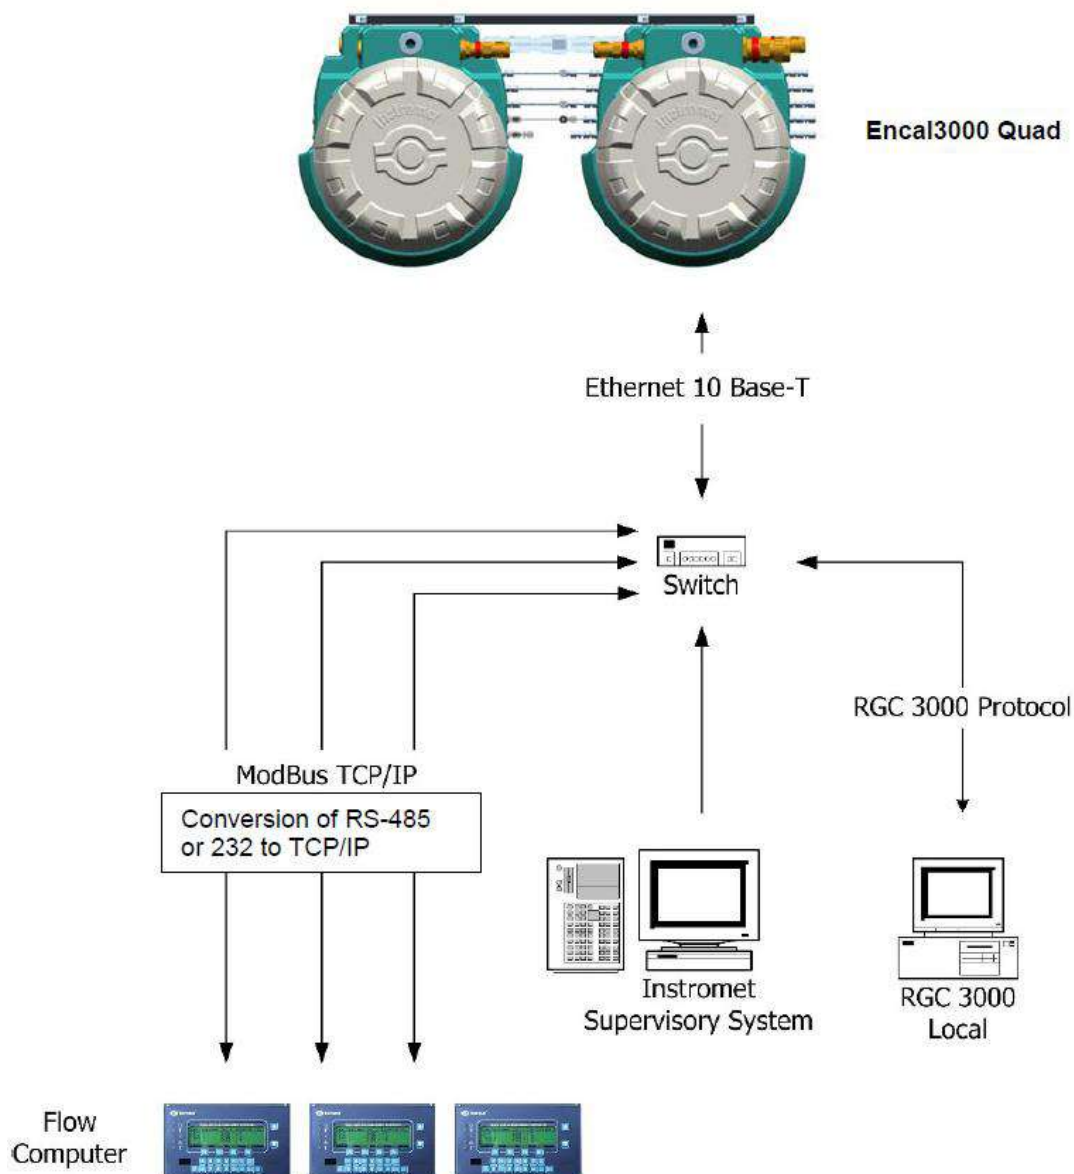 Encal3000 Quad
Ethernet 10 Base-T
Switch
RGC 3000 Protocol
ModBus TCP/IP
Conversion of RS-485
or 232 to TCP/IP
Instromet
Supervisory System
RGC 3000
Local
Flow
Computer